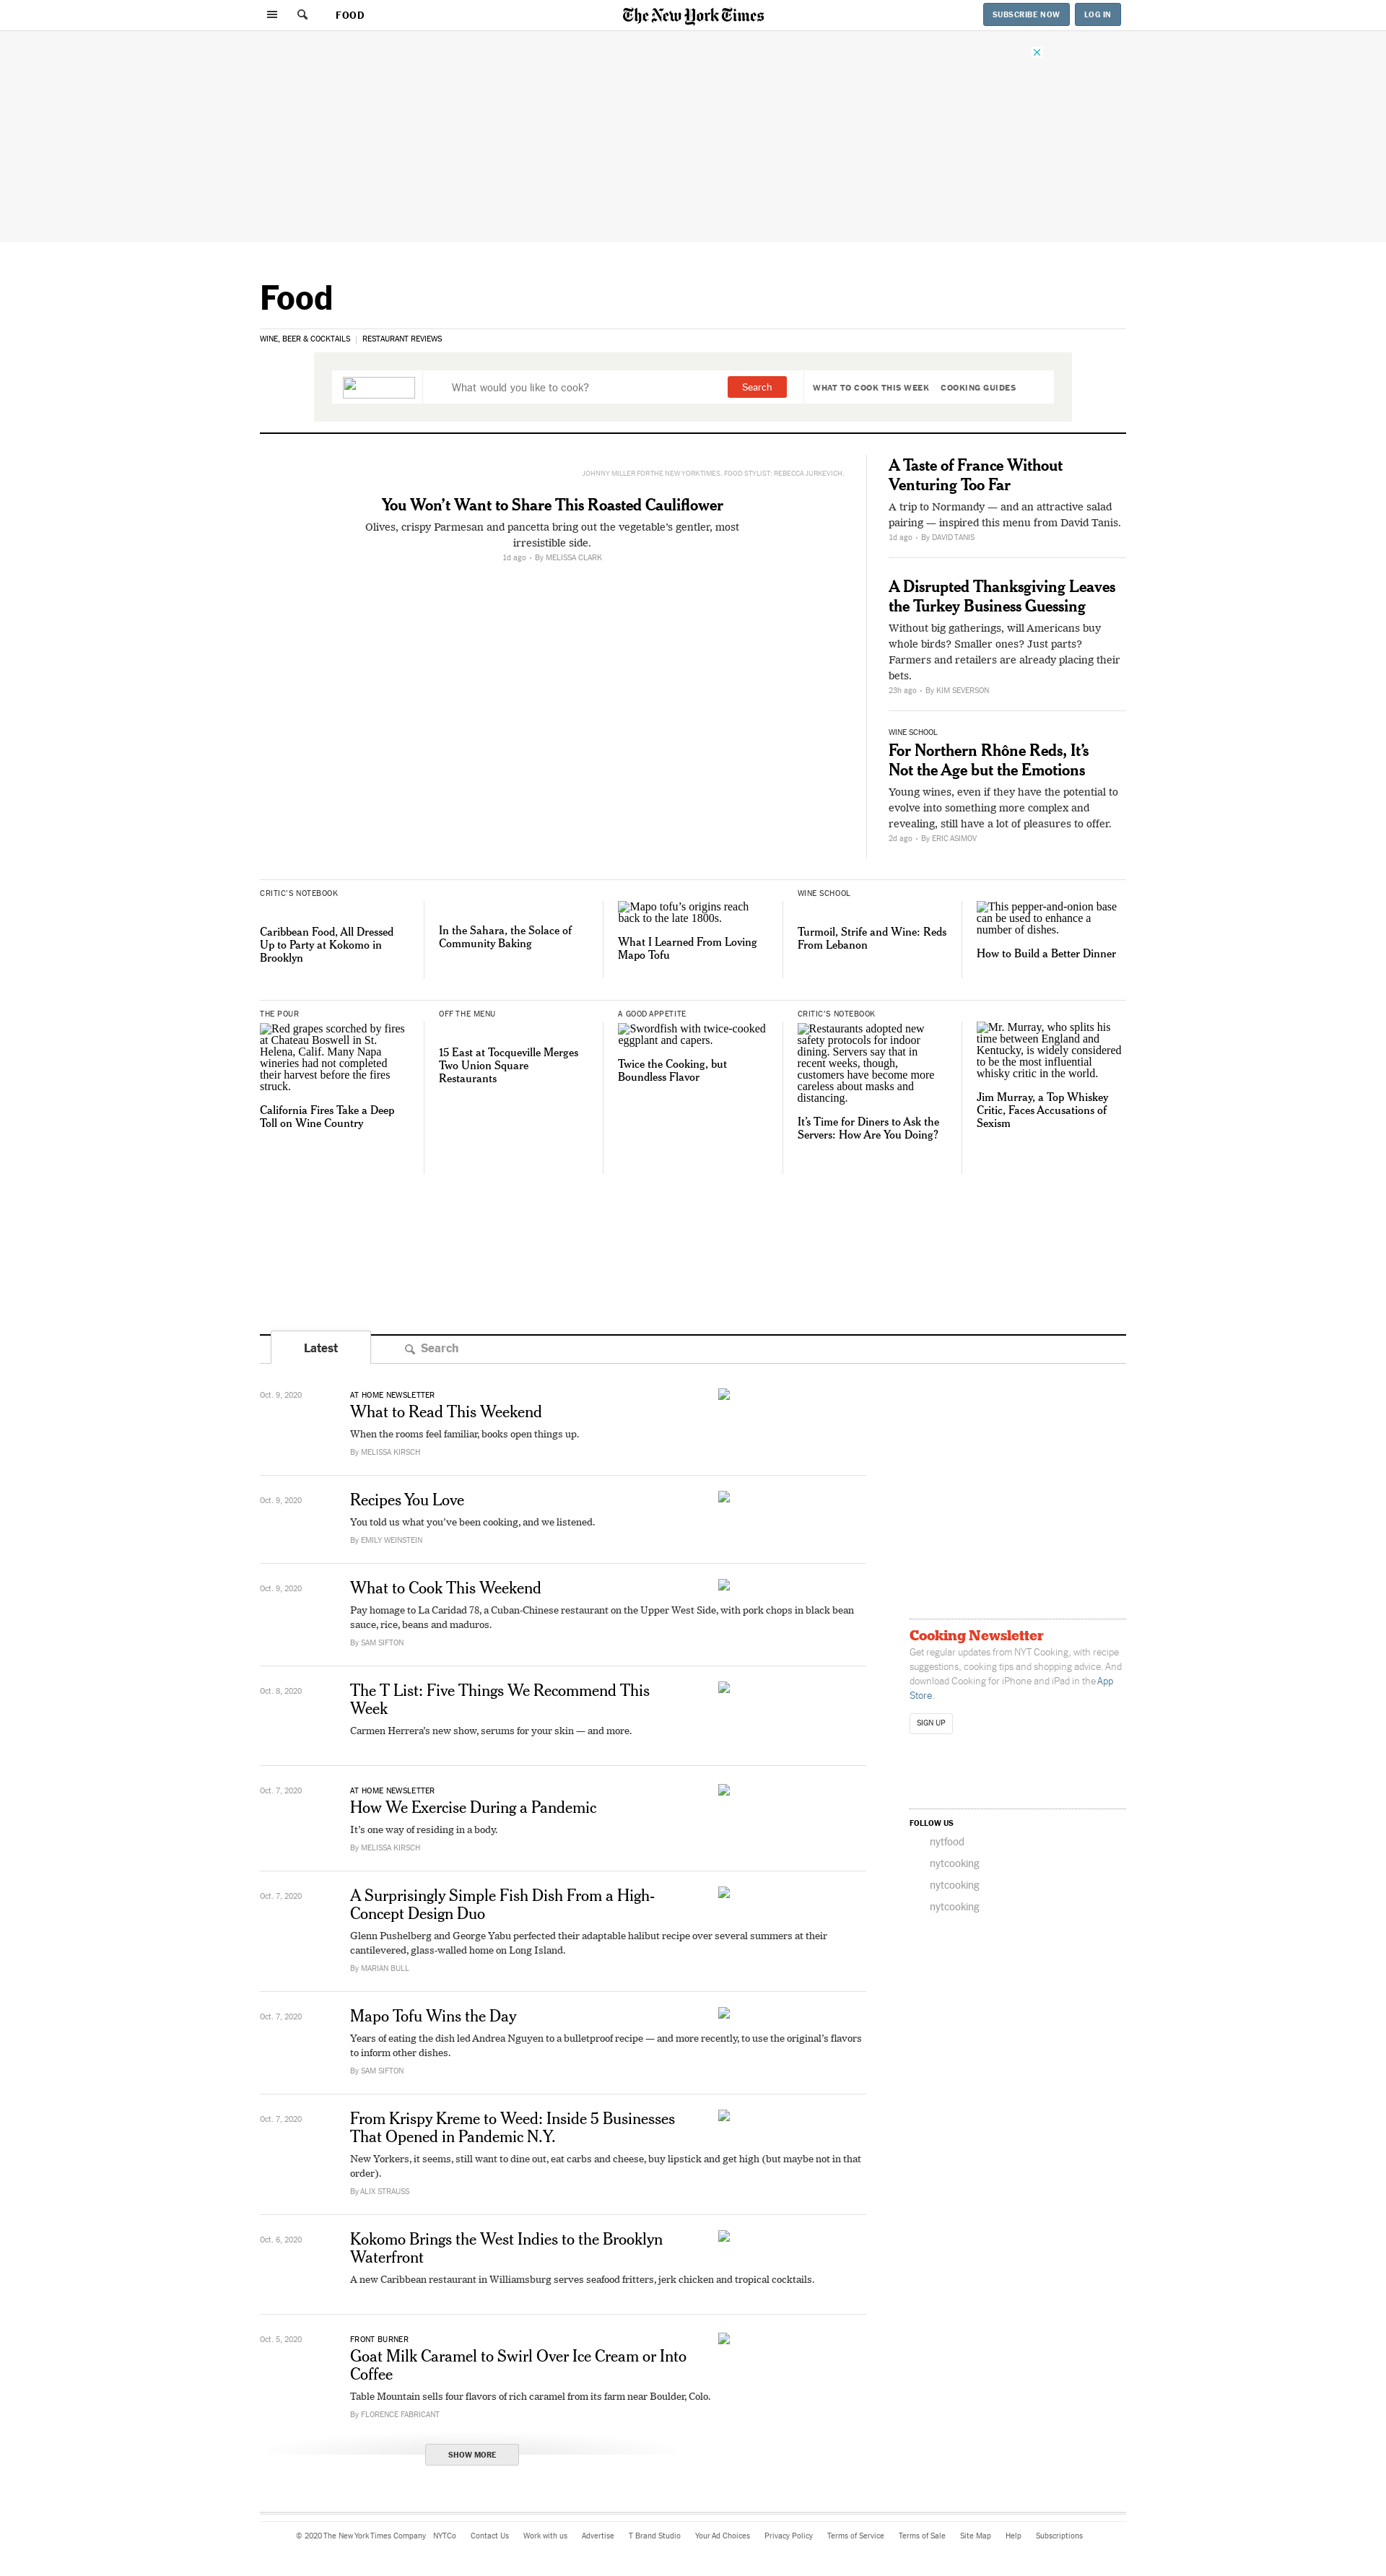 FOOD
The New York Times
SUBSCRIBE NOW
LOG IN
Food
WINE, BEER & COCKTAILS
RESTAURANT REVIEWS
What would you like to cook?
Search
WHAT TO COOK THIS WEEK
COOKING GUIDES
JOHNNY MILLER FOR THE NEW YORK TIMES. FOOD STYLIST: REBECCA JURKEVICH.
You Won’t Want to Share This Roasted Cauliflower
Olives, crispy Parmesan and pancetta bring out the vegetable’s gentler, most
irresistible side.
1d ago • By MELISSA CLARK
A Taste of France Without
Venturing Too Far
A trip to Normandy — and an attractive salad
pairing — inspired this menu from David Tanis.
1d ago • By DAVID TANIS
A Disrupted Thanksgiving Leaves
the Turkey Business Guessing
Without big gatherings, will Americans buy
whole birds? Smaller ones? Just parts?
Farmers and retailers are already placing their
bets.
23h ago • By KIM SEVERSON
WINE SCHOOL
For Northern Rhône Reds, It’s
Not the Age but the Emotions
Young wines, even if they have the potential to
evolve into something more complex and
revealing, still have a lot of pleasures to offer.
2d ago • By ERIC ASIMOV
CRITIC’S NOTEBOOK
Caribbean Food, All Dressed
Up to Party at Kokomo in
Brooklyn
In the Sahara, the Solace of
Community Baking
Mapo tofu’s origins reach
back to the late 1800s.
What I Learned From Loving
Mapo Tofu
WINE SCHOOL
Turmoil, Strife and Wine: Reds
From Lebanon
This pepper-and-onion base
can be used to enhance a
number of dishes.
How to Build a Better Dinner
THE POUR
Red grapes scorched by fires
at Chateau Boswell in St.
Helena, Calif. Many Napa
wineries had not completed
their harvest before the fires
struck.
California Fires Take a Deep
Toll on Wine Country
OFF THE MENU
15 East at Tocqueville Merges
Two Union Square
Restaurants
A GOOD APPETITE
Swordfish with twice-cooked
eggplant and capers.
Twice the Cooking, but
Boundless Flavor
CRITIC’S NOTEBOOK
Restaurants adopted new
safety protocols for indoor
dining. Servers say that in
recent weeks, though,
customers have become more
careless about masks and
distancing.
It’s Time for Diners to Ask the
Servers: How Are You Doing?
Mr. Murray, who splits his
time between England and
Kentucky, is widely considered
to be the most influential
whisky critic in the world.
Jim Murray, a Top Whiskey
Critic, Faces Accusations of
Sexism
Latest
Search
Oct. 9, 2020
AT HOME NEWSLETTER
What to Read This Weekend
When the rooms feel familiar, books open things up.
By MELISSA KIRSCH
Oct. 9, 2020
Recipes You Love
You told us what you’ve been cooking, and we listened.
By EMILY WEINSTEIN
Oct. 9, 2020
What to Cook This Weekend
Pay homage to La Caridad 78, a Cuban-Chinese restaurant on the Upper West Side, with pork chops in black bean
sauce, rice, beans and maduros.
By SAM SIFTON
Oct. 8, 2020
The T List: Five Things We Recommend This
Week
Carmen Herrera’s new show, serums for your skin — and more.
Oct. 7, 2020
AT HOME NEWSLETTER
How We Exercise During a Pandemic
It’s one way of residing in a body.
By MELISSA KIRSCH
Oct. 7, 2020
A Surprisingly Simple Fish Dish From a High-
Concept Design Duo
Glenn Pushelberg and George Yabu perfected their adaptable halibut recipe over several summers at their
cantilevered, glass-walled home on Long Island.
By MARIAN BULL
Oct. 7, 2020
Mapo Tofu Wins the Day
Years of eating the dish led Andrea Nguyen to a bulletproof recipe — and more recently, to use the original’s flavors
to inform other dishes.
By SAM SIFTON
Oct. 7, 2020
From Krispy Kreme to Weed: Inside 5 Businesses
That Opened in Pandemic N.Y.
New Yorkers, it seems, still want to dine out, eat carbs and cheese, buy lipstick and get high (but maybe not in that
order).
By ALIX STRAUSS
Oct. 6, 2020
Kokomo Brings the West Indies to the Brooklyn
Waterfront
A new Caribbean restaurant in Williamsburg serves seafood fritters, jerk chicken and tropical cocktails.
Oct. 5, 2020
FRONT BURNER
Goat Milk Caramel to Swirl Over Ice Cream or Into
Coffee
Table Mountain sells four flavors of rich caramel from its farm near Boulder, Colo.
By FLORENCE FABRICANT
SHOW MORE
Cooking Newsletter
Get regular updates from NYT Cooking, with recipe
suggestions, cooking tips and shopping advice. And
download Cooking for iPhone and iPad in the App
Store.
SIGN UP
FOLLOW US
nytfood
nytcooking
nytcooking
nytcooking
© 2020 The New York Times Company
NYTCo
Contact Us
Work with us
Advertise
T Brand Studio
Your Ad Choices
Privacy Policy
Terms of Service
Terms of Sale
Site Map
Help
Subscriptions